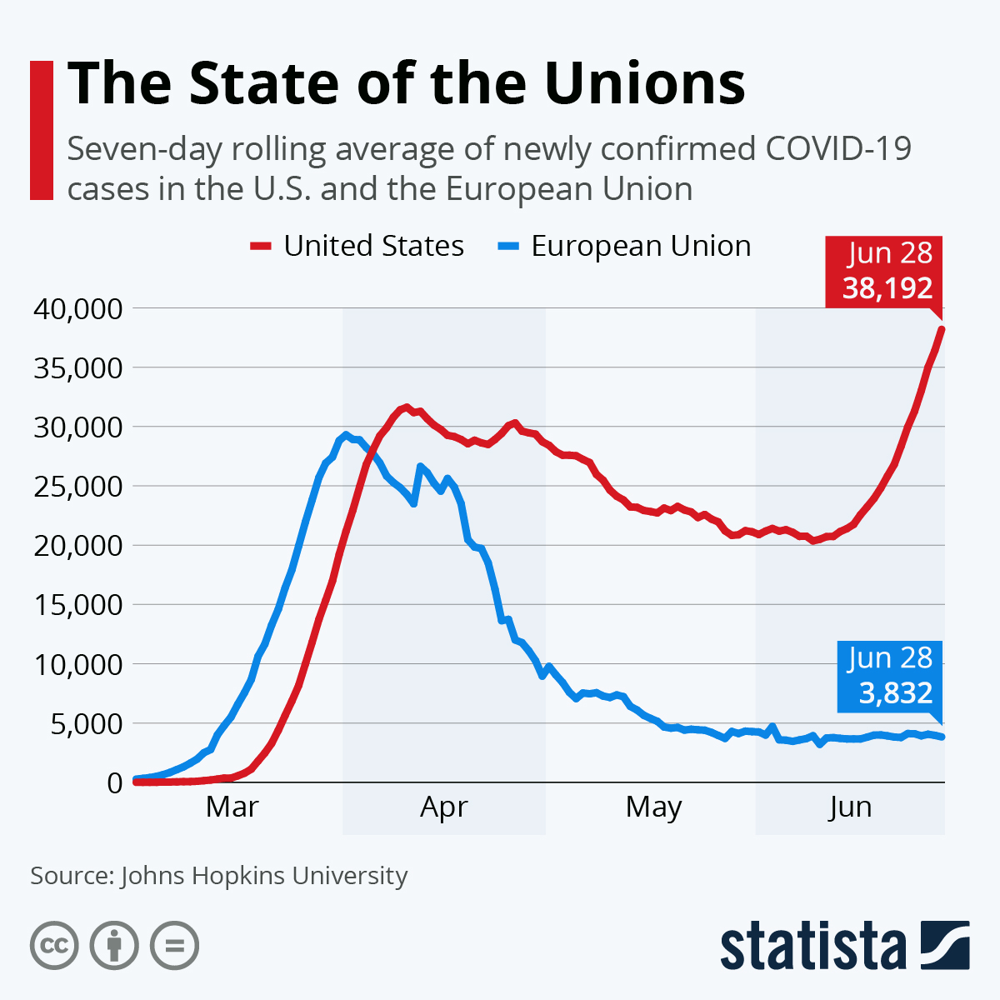 The State of the Unions
Seven-day rolling average of newly confirmed COVID-19
cases in the U.S. and the European Union
United States European Union
Jun 28
38,192
40,000
35,000
30,000
25,000
20,000
15,000
10,000
Jun 28
3,832
5,000
0
Mar Apr May Jun
Source: Johns Hopkins University
cc
statista